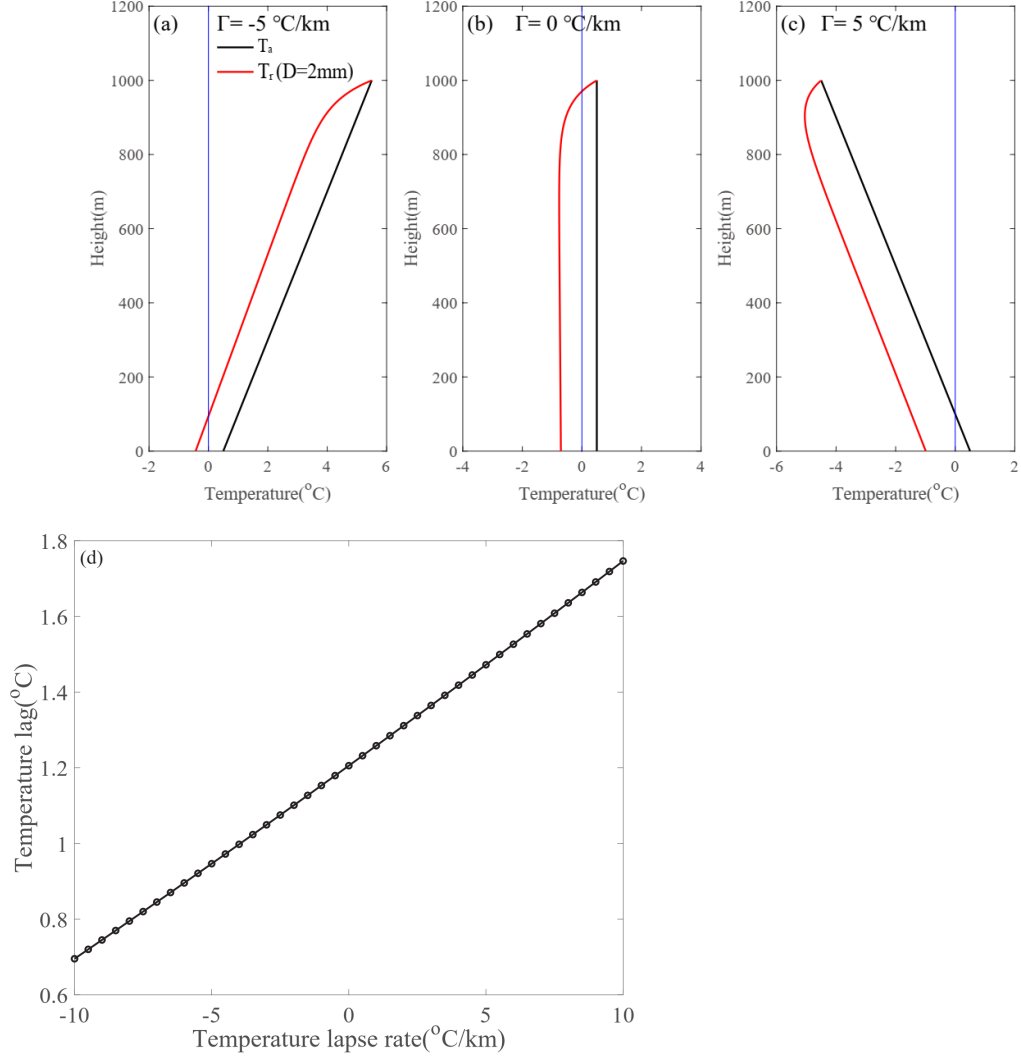 (a) Γ= -5 °C/km
Tₐ
Tᵣ (D=2mm)
1200
1000
800
600
400
200
0
Height(m)
-2 0 2 4 6
Temperature(°C)
(b) Γ= 0 °C/km
1200
1000
800
600
400
200
0
Height(m)
-4 -2 0 2 4
Temperature(°C)
(c) Γ= 5 °C/km
1200
1000
800
600
400
200
0
Height(m)
-6 -4 -2 0 2
Temperature(°C)
(d)
1.8
1.6
1.4
1.2
1
0.8
0.6
Temperature lag(°C)
-10 -5 0 5 10
Temperature lapse rate(°C/km)